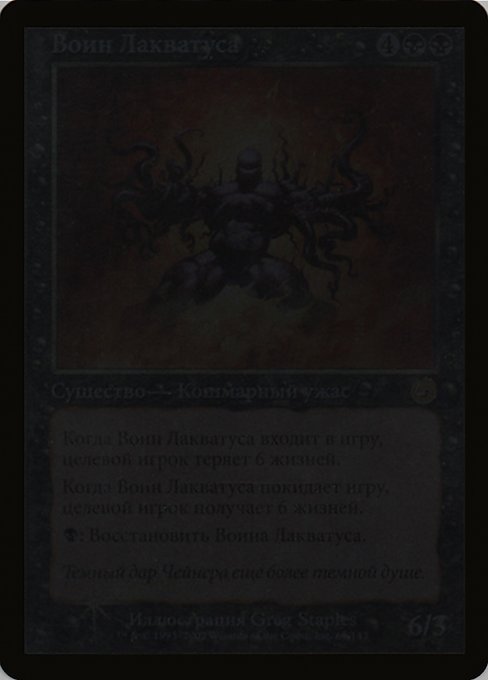 Воин Лакватуса 4
Существо — Кошмарный ужас
Когда Воин Лакватуса входит в игру,
целевой игрок теряет 6 жизней.
Когда Воин Лакватуса покидает игру,
целевой игрок получает 6 жизней.
: Восстановить Воина Лакватуса.
Темный дар Чейнера еще более темной душе.
Иллюстрация Greg Staples
6/3